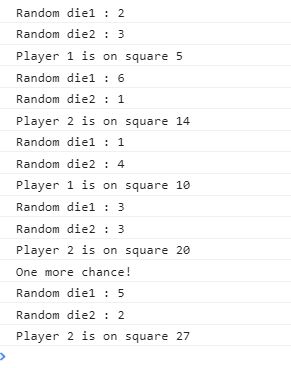 Random die1 : 2
Random die2 : 3
Player 1 is on square 5
Random die1 : 6
Random die2 : 1
Player 2 is on square 14
Random die1 : 1
Random die2 : 4
Player 1 is on square 10
Random die1 : 3
Random die2 : 3
Player 2 is on square 20
One more chance!
Random die1 : 5
Random die2 : 2
Player 2 is on square 27